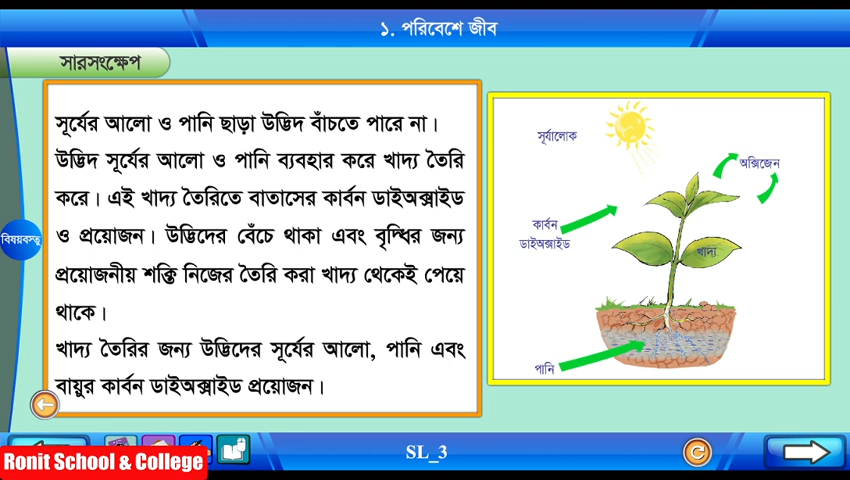 ১. পরিবেশে জীব
সারসংক্ষেপ
সূর্যের আলো ও পানি ছাড়া উদ্ভিদ বাঁচতে পারে না।
উদ্ভিদ সূর্যের আলো ও পানি ব্যবহার করে খাদ্য তৈরি
করে। এই খাদ্য তৈরিতে বাতাসের কার্বন ডাইঅক্সাইড
ও প্রয়োজন। উদ্ভিদের বেঁচে থাকা এবং বৃদ্ধির জন্য
প্রয়োজনীয় শক্তি নিজের তৈরি করা খাদ্য থেকেই পেয়ে
থাকে।
খাদ্য তৈরির জন্য উদ্ভিদের সূর্যের আলো, পানি এবং
বায়ুর কার্বন ডাইঅক্সাইড প্রয়োজন।
বিষয়বস্তু
সূর্যালোক
অক্সিজেন
কার্বন
ডাইঅক্সাইড
খাদ্য
পানি
SL_3
Ronit School & College